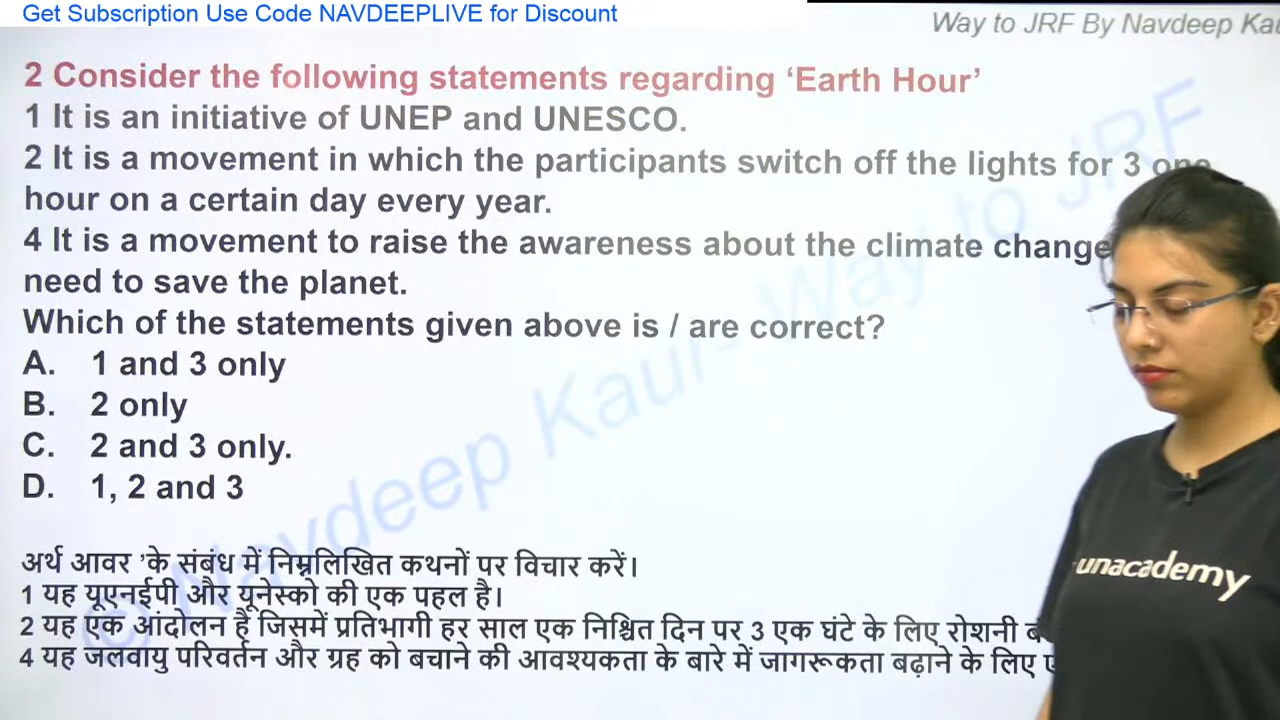 Get Subscription Use Code NAVDEEPLIVE for Discount
Way to JRF By Navdeep
2 Consider the following statements regarding ‘Earth Hour’
1 It is an initiative of UNEP and UNESCO.
2 It is a movement in which the participants switch off the lights for 3 one
hour on a certain day every year.
4 It is a movement to raise the awareness about the climate change
need to save the planet.
Which of the statements given above is / are correct?
A. 1 and 3 only
B. 2 only
C. 2 and 3 only.
D. 1, 2 and 3
अर्थ आवर ’के संबंध में निम्नलिखित कथनों पर विचार करें।
1 यह यूएनईपी और यूनेस्को की एक पहल है।
2 यह एक आंदोलन है जिसमें प्रतिभागी हर साल एक निश्चित दिन पर 3 एक घंटे के लिए रोशनी
4 यह जलवायु परिवर्तन और ग्रह को बचाने की आवश्यकता के बारे में जागरूकता बढ़ाने के लिए
© Navdeep Kaur-Way to JRF
unacademy